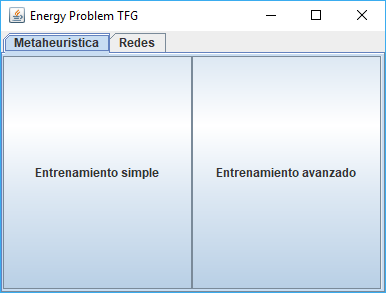 Energy Problem TFG
Metaheuristica Redes
Entrenamiento simple Entrenamiento avanzado